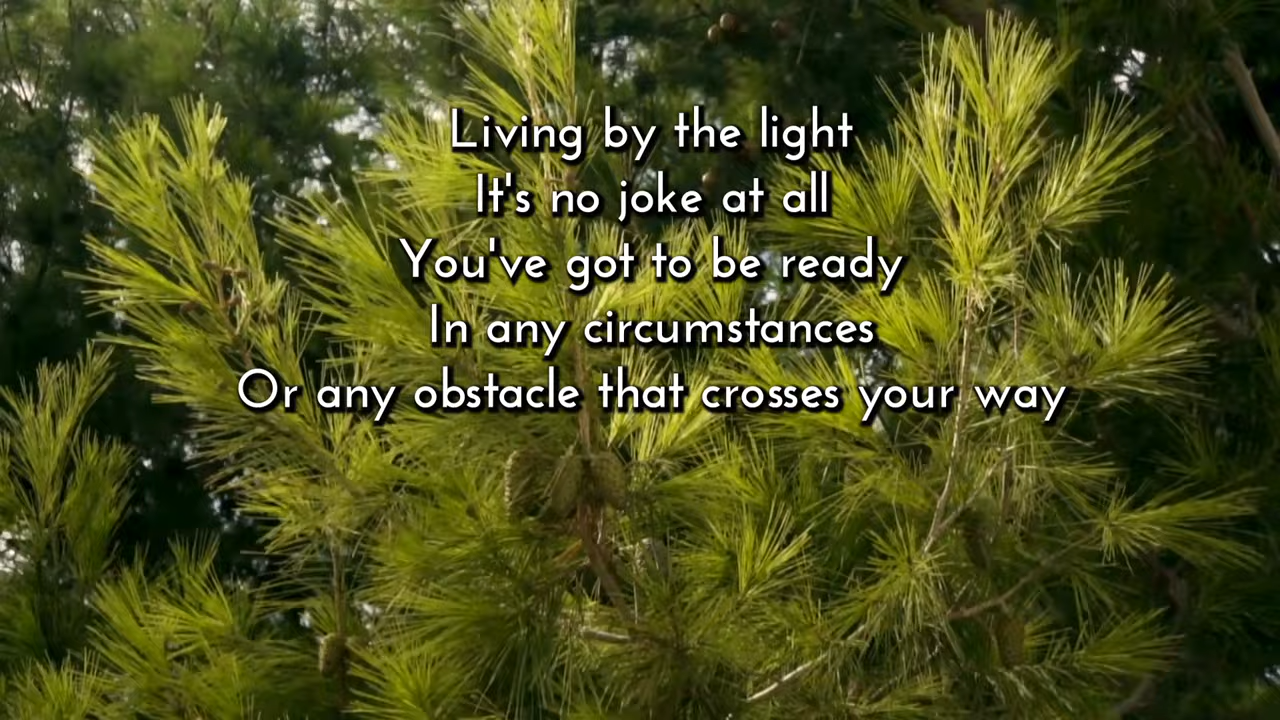 Living by the light
It's no joke at all
You've got to be ready
In any circumstances
Or any obstacle that crosses your way